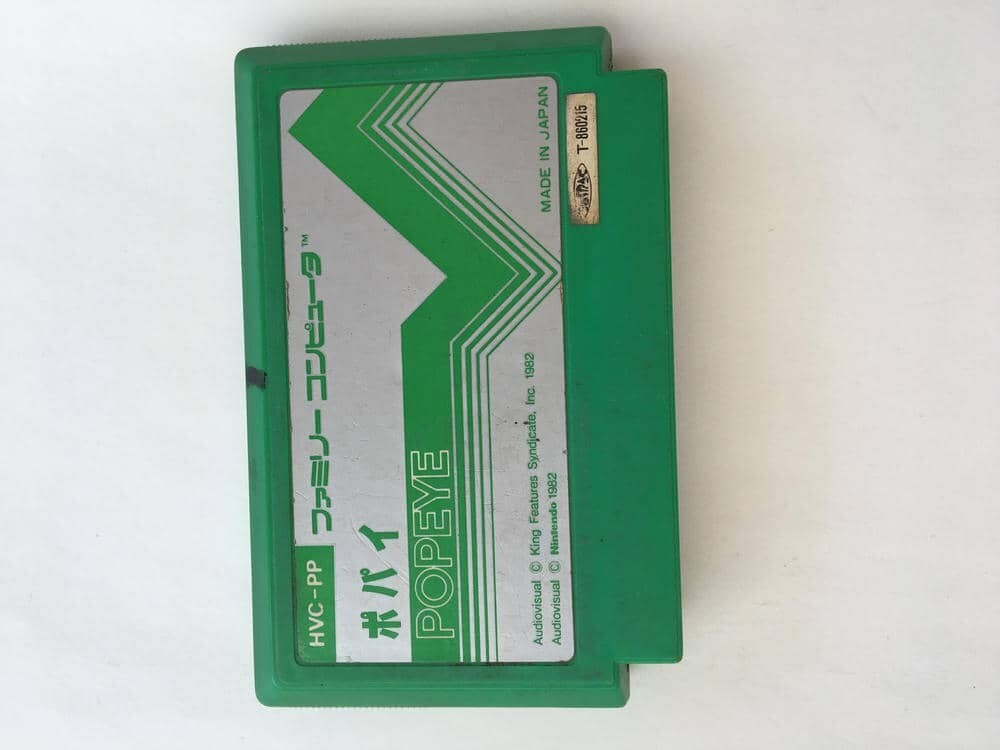 HVC-PP
ファミリー コンピュータ™
ポパイ
POPEYE
Audiovisual © King Features Syndicate, Inc. 1982
Audiovisual © Nintendo 1982
MADE IN JAPAN
T-860215